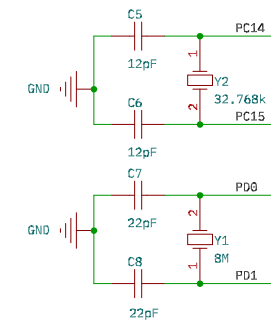 C5
PC14
12pF
1
GND
Y2
32.768k
2
C6
PC15
12pF
C7
PD0
22pF
2
GND
Y1
8M
1
C8
PD1
22pF